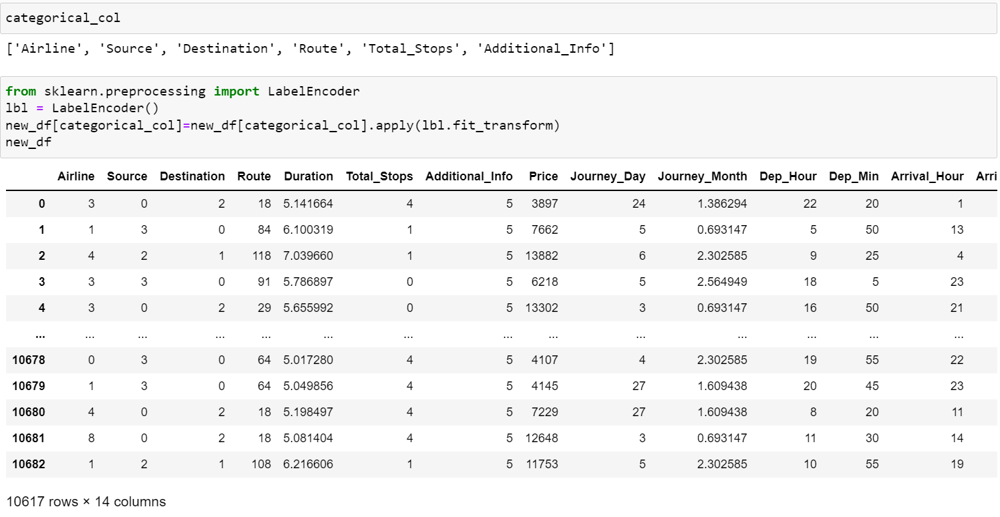 categorical_col
['Airline', 'Source', 'Destination', 'Route', 'Total_Stops', 'Additional_Info']
from sklearn.preprocessing import LabelEncoder
lbl = LabelEncoder()
new_df[categorical_col]=new_df[categorical_col].apply(lbl.fit_transform)
new_df
Airline Source Destination Route Duration Total_Stops Additional_Info Price Journey_Day Journey_Month Dep_Hour Dep_Min Arrival_Hour Arri
0 3 0 2 18 5.141664 4 5 3897 24 1.386294 22 20 1
1 1 3 0 84 6.100319 1 5 7662 5 0.693147 5 50 13
2 4 2 1 118 7.039660 1 5 13882 6 2.302585 9 25 4
3 3 3 0 91 5.786897 0 5 6218 5 2.564949 18 5 23
4 3 0 2 29 5.655992 0 5 13302 3 0.693147 16 50 21
... ... ... ... ... ... ... ... ... ... ... ... ... ...
10678 0 3 0 64 5.017280 4 5 4107 4 2.302585 19 55 22
10679 1 3 0 64 5.049856 4 5 4145 27 1.609438 20 45 23
10680 4 0 2 18 5.198497 4 5 7229 27 1.609438 8 20 11
10681 8 0 2 18 5.081404 4 5 12648 3 0.693147 11 30 14
10682 1 2 1 108 6.216606 1 5 11753 5 2.302585 10 55 19
10617 rows × 14 columns